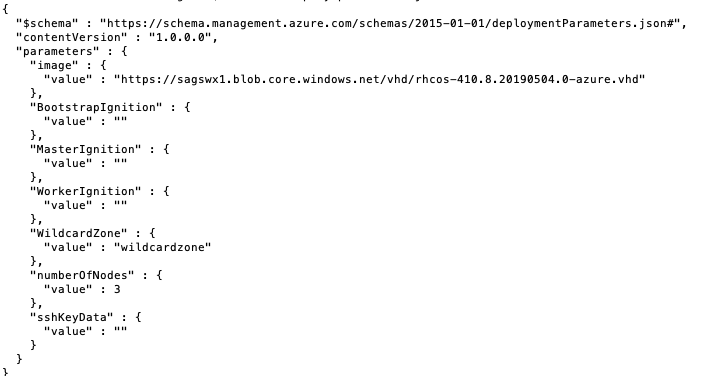 {
  "$schema" : "https://schema.management.azure.com/schemas/2015-01-01/deploymentParameters.json#",
  "contentVersion" : "1.0.0.0",
  "parameters" : {
    "image" : {
      "value" : "https://sagswx1.blob.core.windows.net/vhd/rhcos-410.8.20190504.0-azure.vhd"
    },
    "BootstrapIgnition" : {
      "value" : ""
    },
    "MasterIgnition" : {
      "value" : ""
    },
    "WorkerIgnition" : {
      "value" : ""
    },
    "WildcardZone" : {
      "value" : "wildcardzone"
    },
    "numberOfNodes" : {
      "value" : 3
    },
    "sshKeyData" : {
      "value" : ""
    }
  }
}